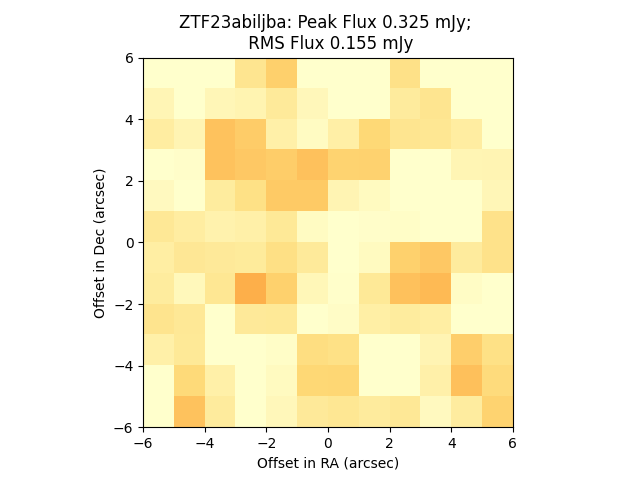 ZTF23abiljba: Peak Flux 0.325 mJy;
RMS Flux 0.155 mJy
6
4
2
0
−2
−4
−6
Offset in Dec (arcsec)
−6 −4 −2 0 2 4 6
Offset in RA (arcsec)